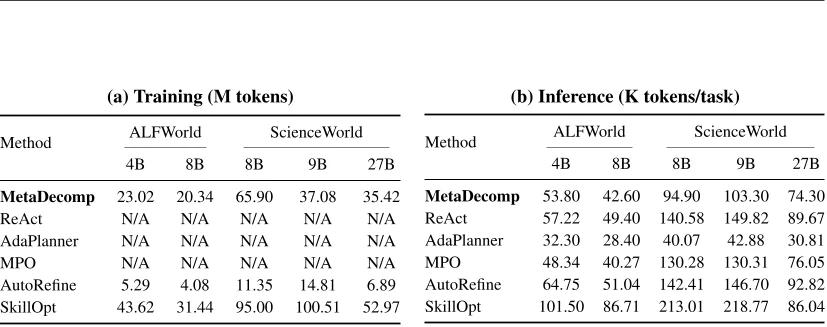 (a) Training (M tokens)
Method ALFWorld ScienceWorld
4B 8B 8B 9B 27B
MetaDecomp 23.02 20.34 65.90 37.08 35.42
ReAct N/A N/A N/A N/A N/A
AdaPlanner N/A N/A N/A N/A N/A
MPO N/A N/A N/A N/A N/A
AutoRefine 5.29 4.08 11.35 14.81 6.89
SkillOpt 43.62 31.44 95.00 100.51 52.97
(b) Inference (K tokens/task)
Method ALFWorld ScienceWorld
4B 8B 8B 9B 27B
MetaDecomp 53.80 42.60 94.90 103.30 74.30
ReAct 57.22 49.40 140.58 149.82 89.67
AdaPlanner 32.30 28.40 40.07 42.88 30.81
MPO 48.34 40.27 130.28 130.31 76.05
AutoRefine 64.75 51.04 142.41 146.70 92.82
SkillOpt 101.50 86.71 213.01 218.77 86.04